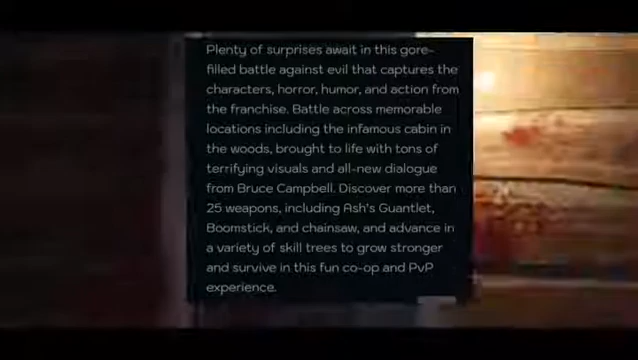 Plenty of surprises await in this gore-
filled battle against evil that captures the
characters, horror, humor, and action from
the franchise. Battle across memorable
locations including the infamous cabin in
the woods, brought to life with tons of
terrifying visuals and all-new dialogue
from Bruce Campbell. Discover more than
25 weapons, including Ash's Guantlet,
Boomstick, and chainsaw, and advance in
a variety of skill trees to grow stronger
and survive in this fun co-op and PvP
experience.